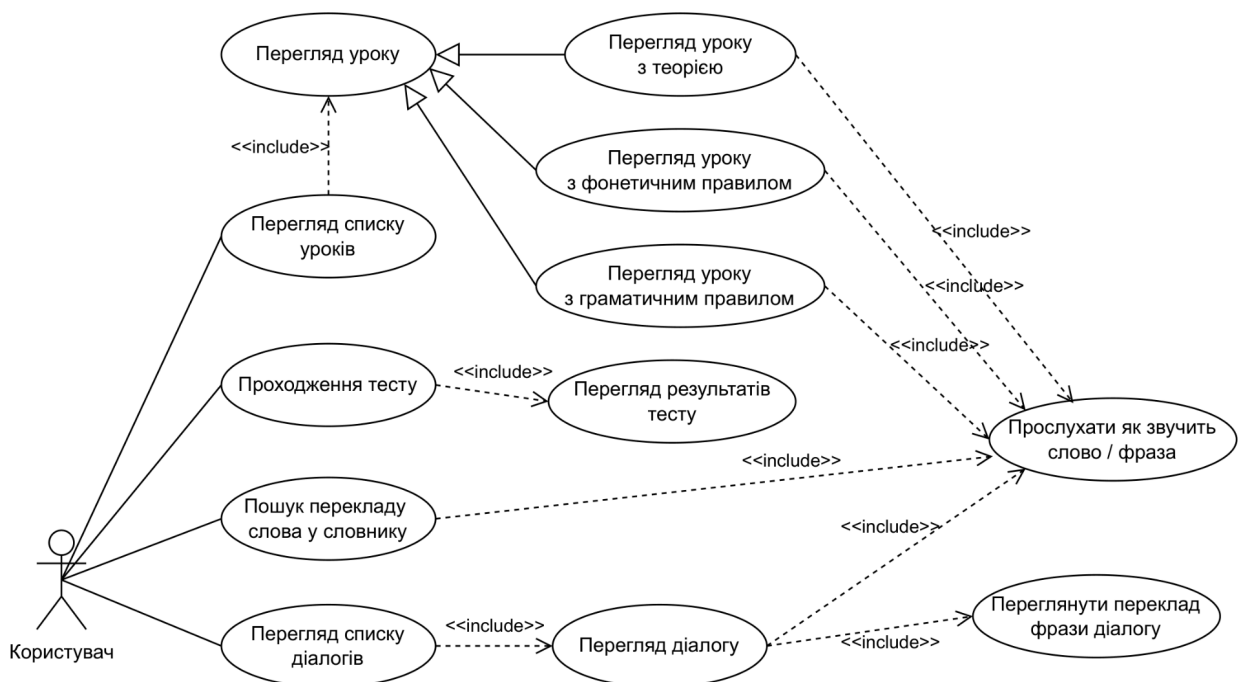 Перегляд уроку
Перегляд уроку
з теорією
<<include>>
Перегляд уроку
з фонетичним правилом
Перегляд списку
уроків
<<include>>
Перегляд уроку
з граматичним правилом
<<include>>
<<include>>
Проходження тесту
<<include>>
Перегляд результатів
тесту
Прослухати як звучить
слово / фраза
<<include>>
Пошук перекладу
слова у словнику
<<include>>
Користувач
Перегляд списку
діалогів
<<include>>
Перегляд діалогу
<<include>>
Переглянути переклад
фрази діалогу